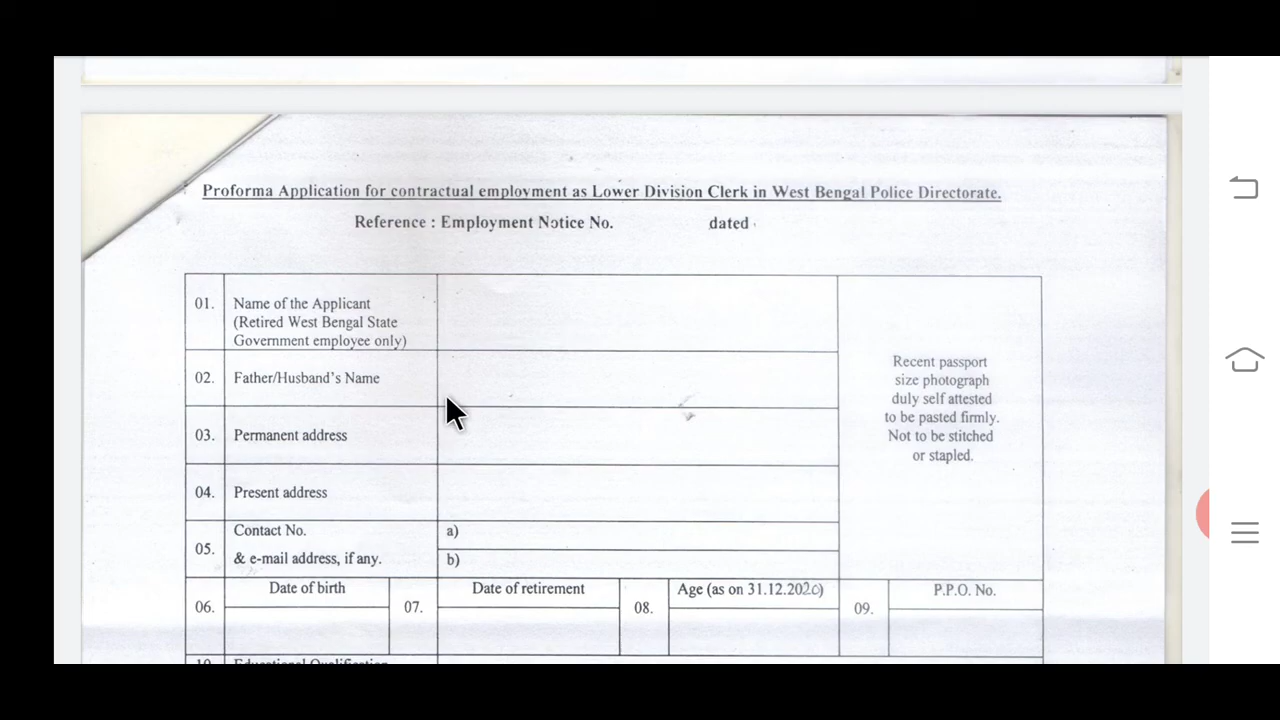 Proforma Application for contractual employment as Lower Division Clerk in West Bengal Police Directorate.
Reference : Employment Notice No. dated
01. Name of the Applicant
(Retired West Bengal State
Government employee only)
Recent passport
size photograph
duly self attested
to be pasted firmly.
Not to be stitched
or stapled.
02. Father/Husband's Name
03. Permanent address
04. Present address
05. Contact No. a)
& e-mail address, if any. b)
06. Date of birth
07. Date of retirement
08. Age (as on 31.12.2020)
09. P.P.O. No.
10. Educational Qualification